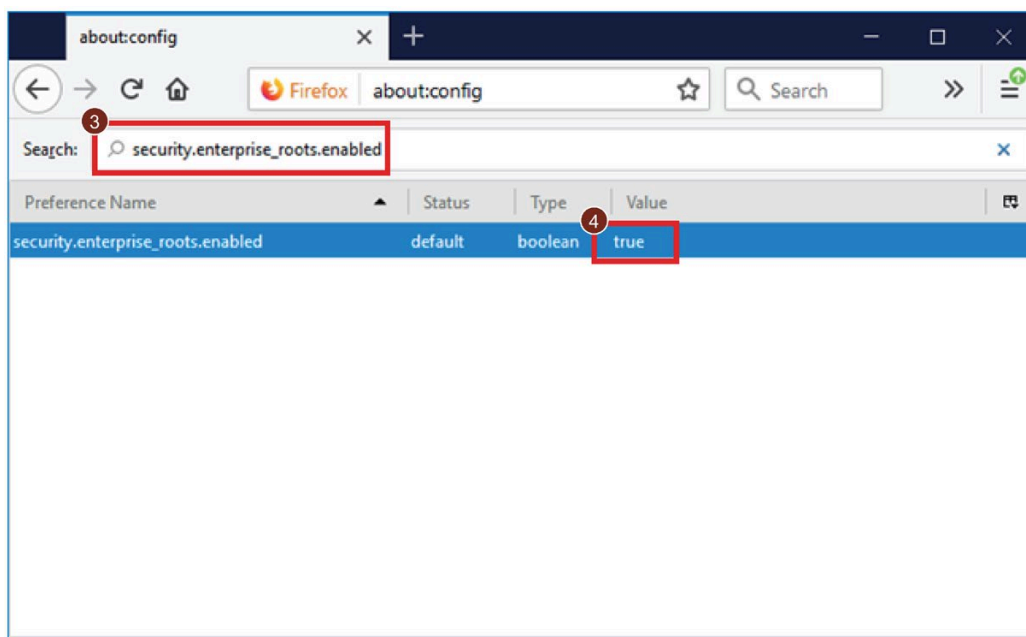 about:config
Firefox about:config Search
3
Search: security.enterprise_roots.enabled
Preference Name Status Type Value
4
security.enterprise_roots.enabled default boolean true